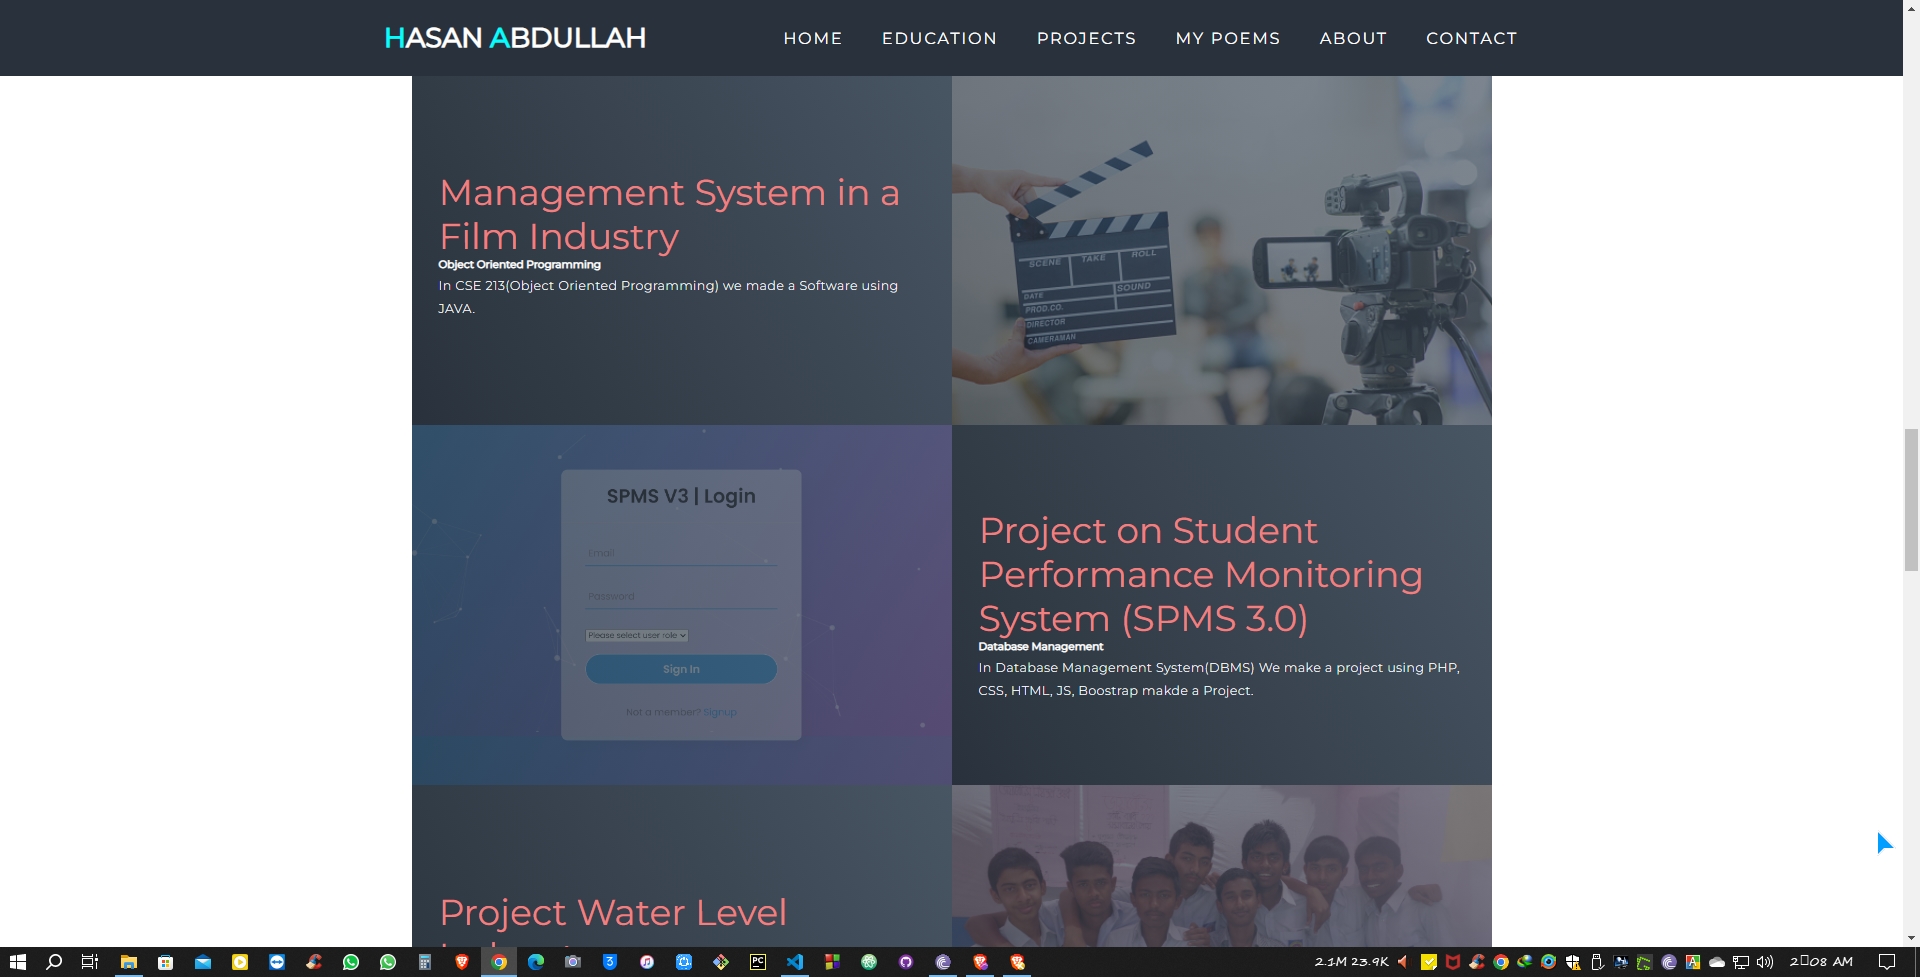 HASAN ABDULLAH
HOME EDUCATION PROJECTS MY POEMS ABOUT CONTACT
Management System in a
Film Industry
Object Oriented Programming
In CSE 213(Object Oriented Programming) we made a Software using
JAVA.
SCENE TAKE ROLL
DATE SOUND
PROD.CO.
DIRECTOR
CAMERAMAN
SPMS V3 | Login
Email
Password
Please select user role
Sign In
Not a member? Signup
Project on Student
Performance Monitoring
System (SPMS 3.0)
Database Management
In Database Management System(DBMS) We make a project using PHP,
CSS, HTML, JS, Boostrap makde a Project.
Project Water Level
2.1M 23.9K
2:08 AM